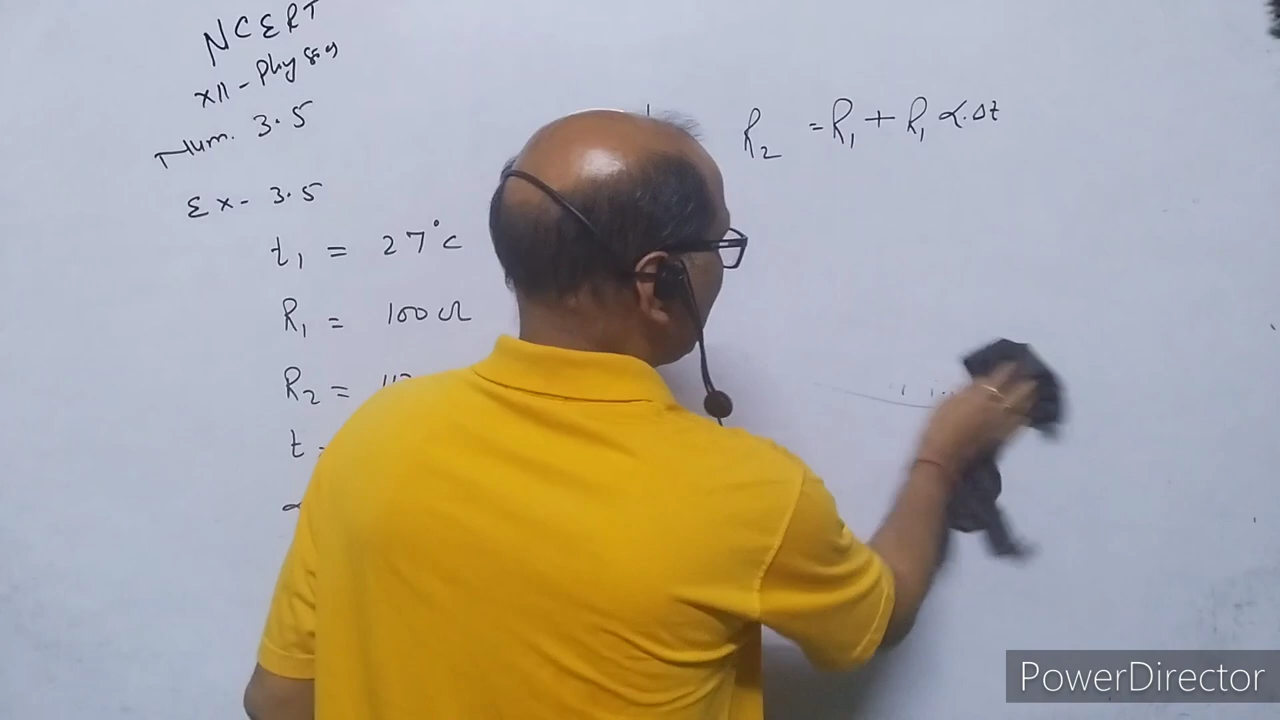 NCERT
XII - Physics
Num. 3.5
Ex - 3.5
t₁ = 27°c
R₁ = 100 Ω
R₂ =
t =
α
R₂ = R₁ + R₁ α.Δt
PowerDirector